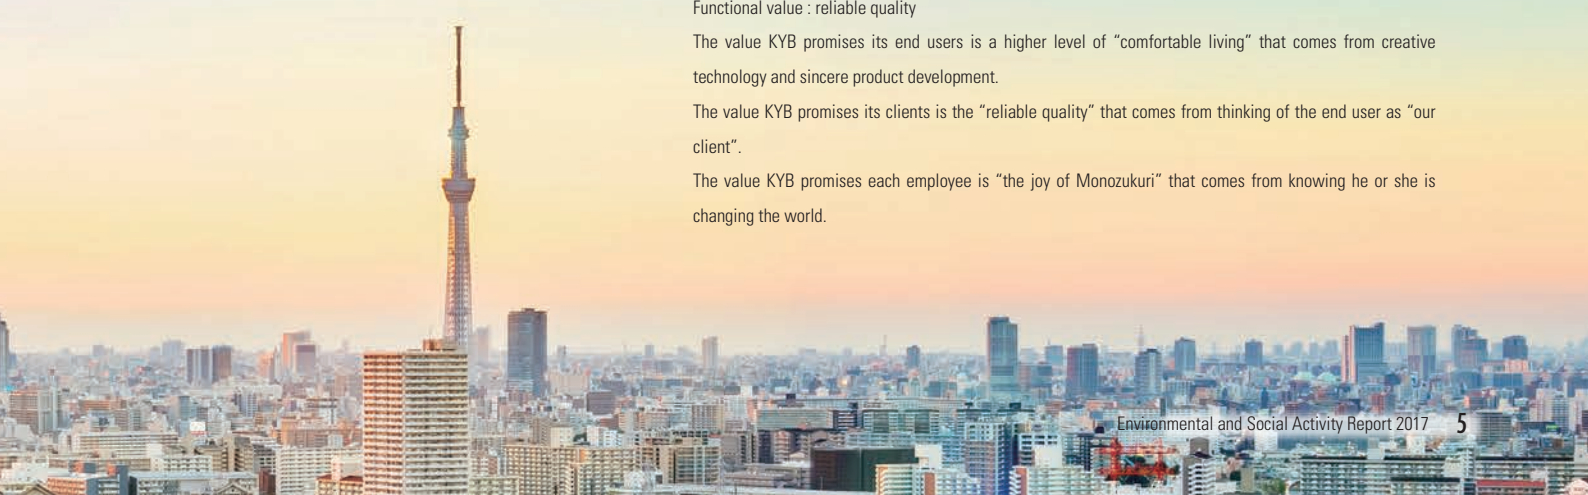 Functional value : reliable quality
The value KYB promises its end users is a higher level of “comfortable living” that comes from creative
technology and sincere product development.
The value KYB promises its clients is the “reliable quality” that comes from thinking of the end user as “our
client”.
The value KYB promises each employee is “the joy of Monozukuri” that comes from knowing he or she is
changing the world.
Environmental and Social Activity Report 2017 5